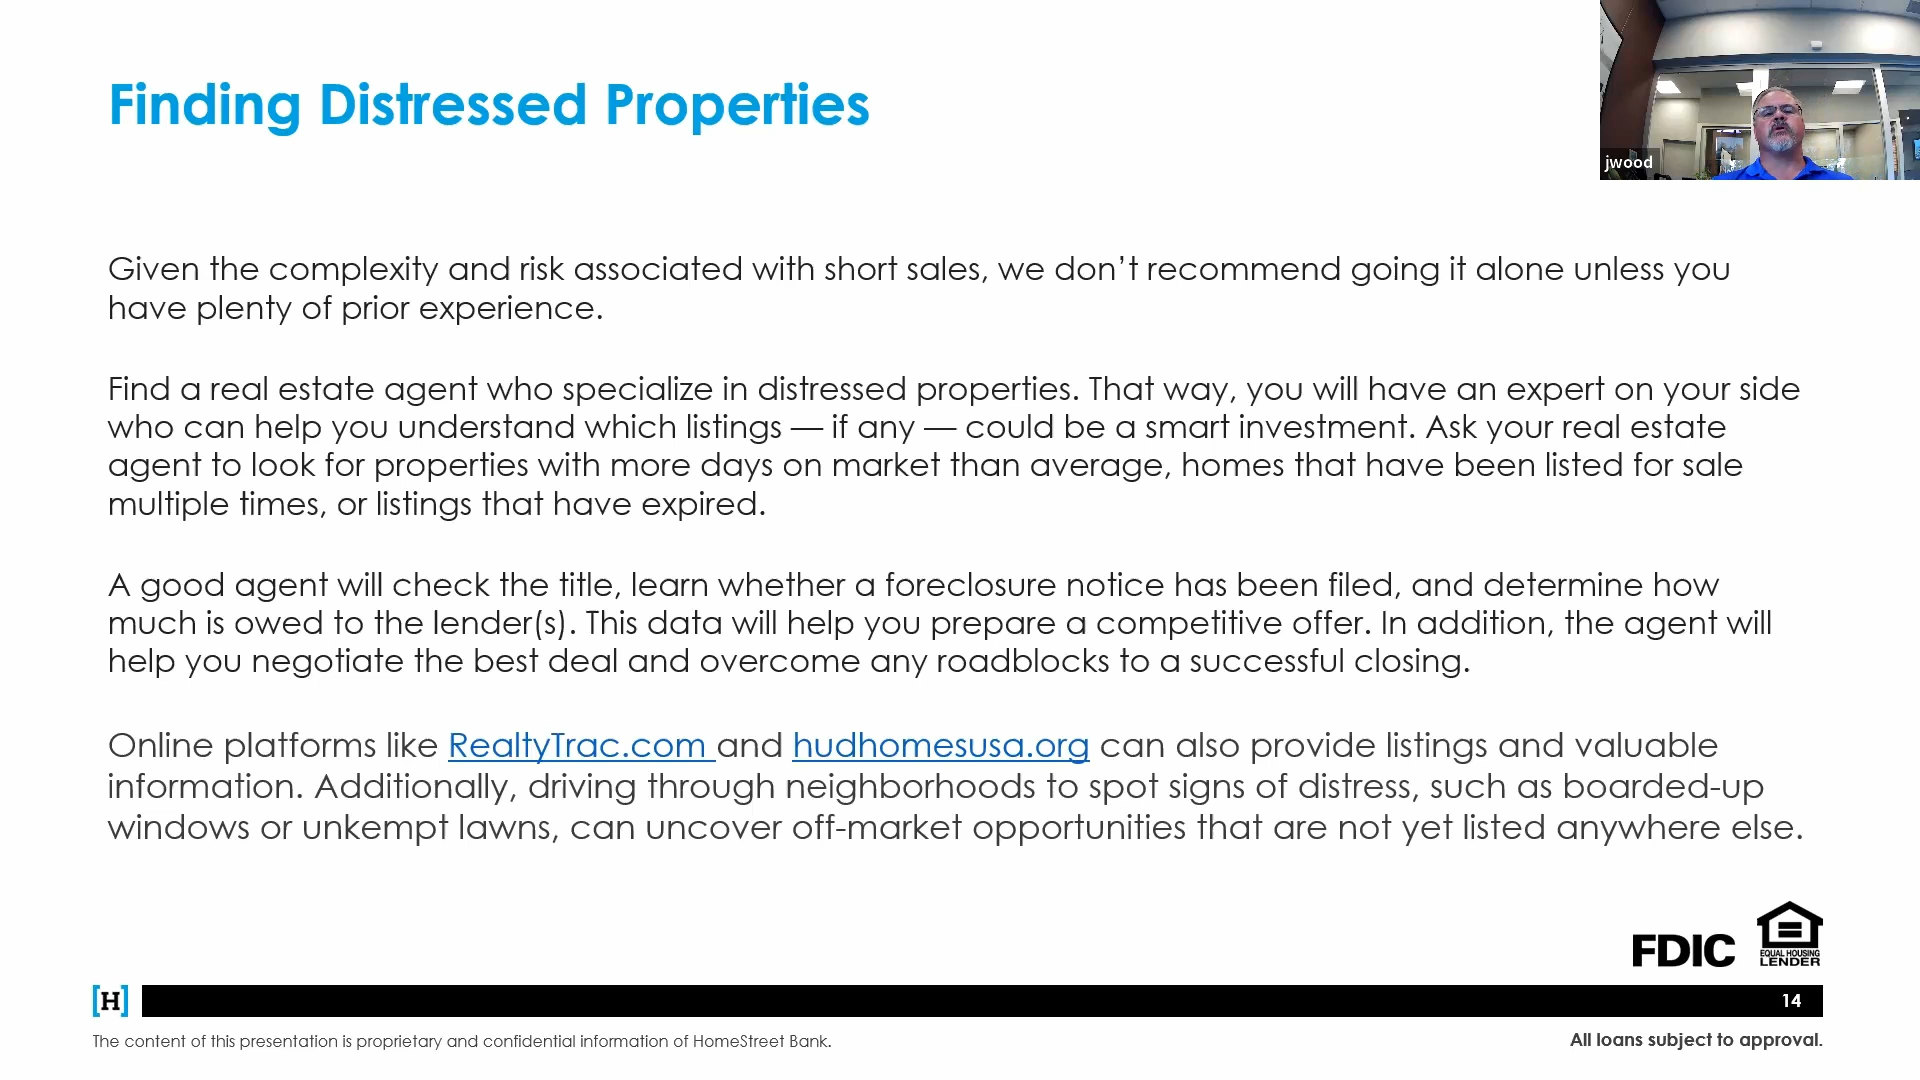 Finding Distressed Properties
jwood
Given the complexity and risk associated with short sales, we don’t recommend going it alone unless you
have plenty of prior experience.
Find a real estate agent who specialize in distressed properties. That way, you will have an expert on your side
who can help you understand which listings — if any — could be a smart investment. Ask your real estate
agent to look for properties with more days on market than average, homes that have been listed for sale
multiple times, or listings that have expired.
A good agent will check the title, learn whether a foreclosure notice has been filed, and determine how
much is owed to the lender(s). This data will help you prepare a competitive offer. In addition, the agent will
help you negotiate the best deal and overcome any roadblocks to a successful closing.
Online platforms like RealtyTrac.com and hudhomesusa.org can also provide listings and valuable
information. Additionally, driving through neighborhoods to spot signs of distress, such as boarded-up
windows or unkempt lawns, can uncover off-market opportunities that are not yet listed anywhere else.
FDIC
EQUAL HOUSING
LENDER
[H]
14
The content of this presentation is proprietary and confidential information of HomeStreet Bank.
All loans subject to approval.